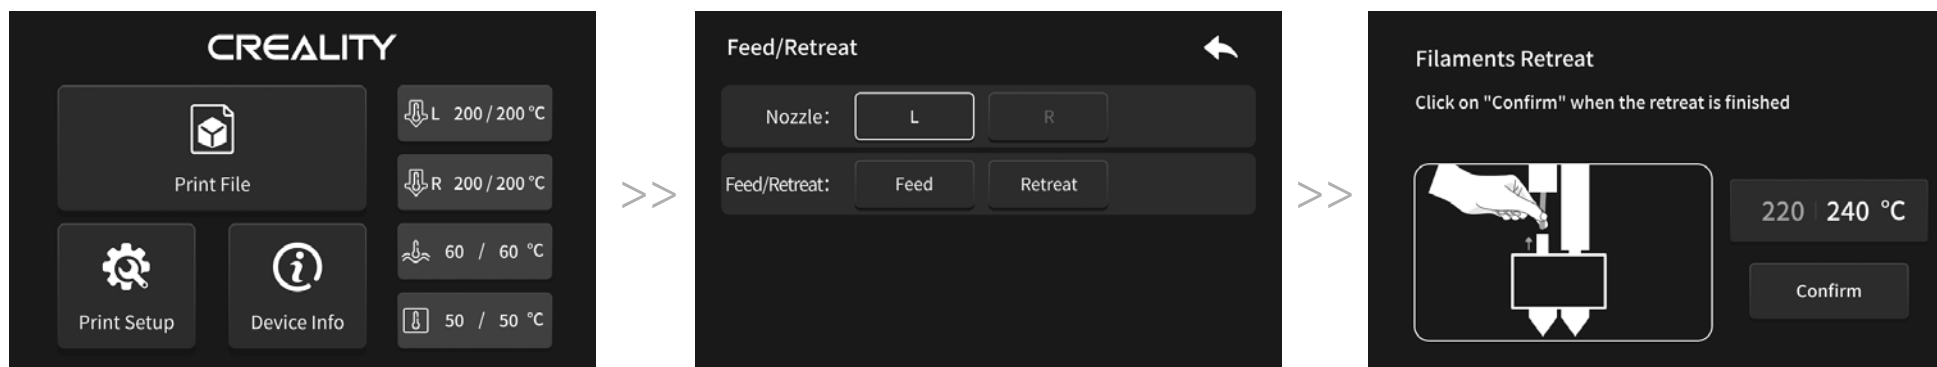 CREALITY
Print File
L 200 / 200 °C
R 200 / 200 °C
60 / 60 °C
50 / 50 °C
Print Setup
Device Info
>>
Feed/Retreat
Nozzle: L R
Feed/Retreat: Feed Retreat
>>
Filaments Retreat
Click on "Confirm" when the retreat is finished
220 | 240 °C
Confirm